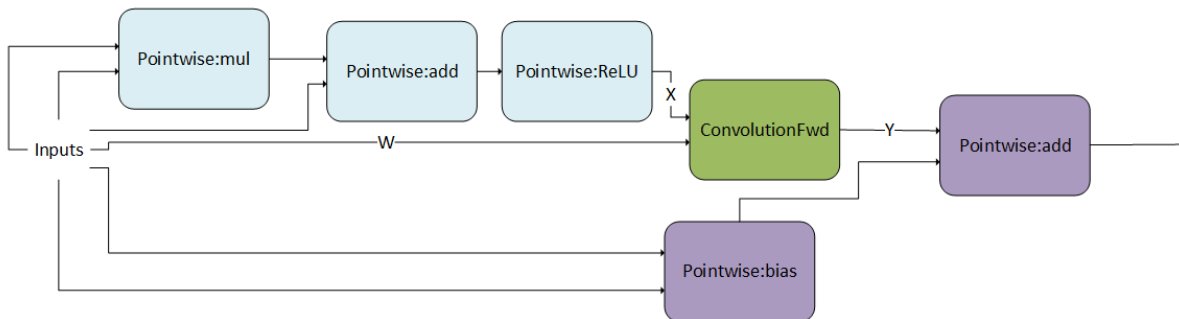 Pointwise:mul
Pointwise:add
Pointwise:ReLU
X
ConvolutionFwd
Y
Pointwise:add
W
Inputs
Pointwise:bias